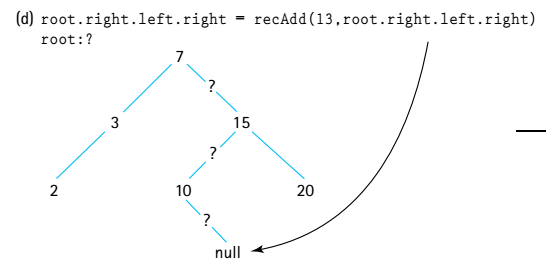 (d) root.right.left.right = recAdd(13,root.right.left.right)
root:?
7
?
3 15
?
2 10 20
?
null